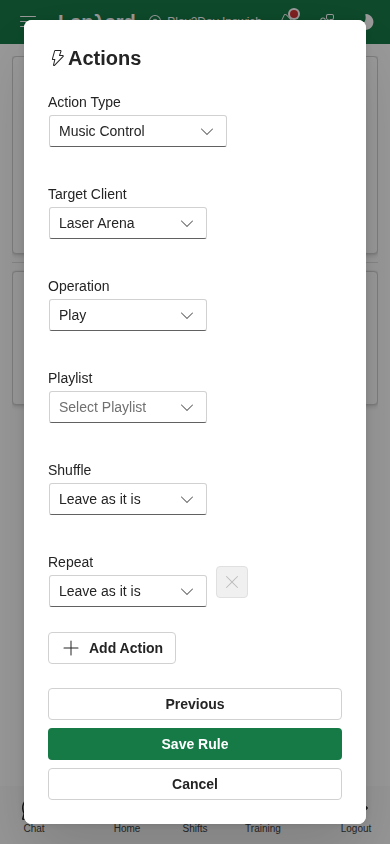 Actions
Action Type
Music Control
Target Client
Laser Arena
Operation
Play
Playlist
Select Playlist
Shuffle
Leave as it is
Repeat
Leave as it is
Add Action
Previous
Save Rule
Cancel
Chat
Home
Shifts
Training
Logout